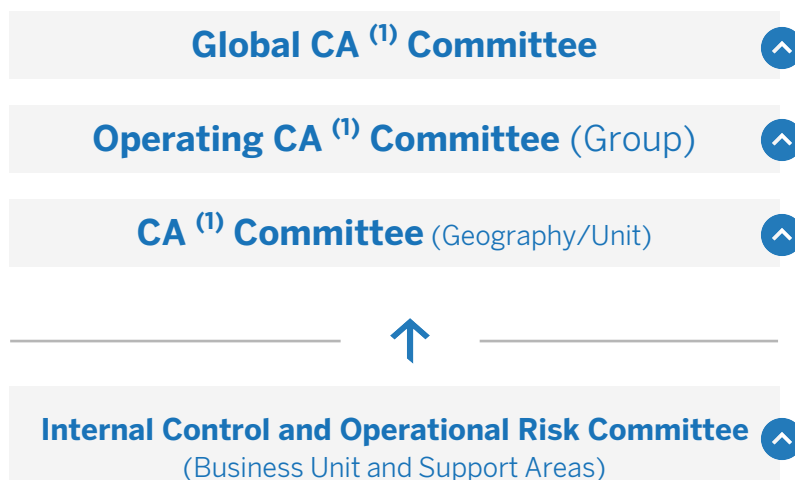 Global CA (1) Committee
Operating CA (1) Committee (Group)
CA (1) Committee (Geography/Unit)
Internal Control and Operational Risk Committee
(Business Unit and Support Areas)